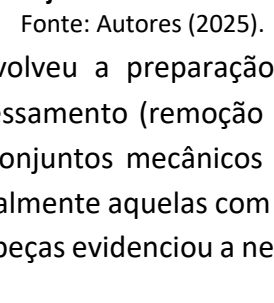 Fonte: Autores (2025).
volveu a preparação
essamento (remoção
onjuntos mecânicos
almente aquelas com
peças evidenciou a ne